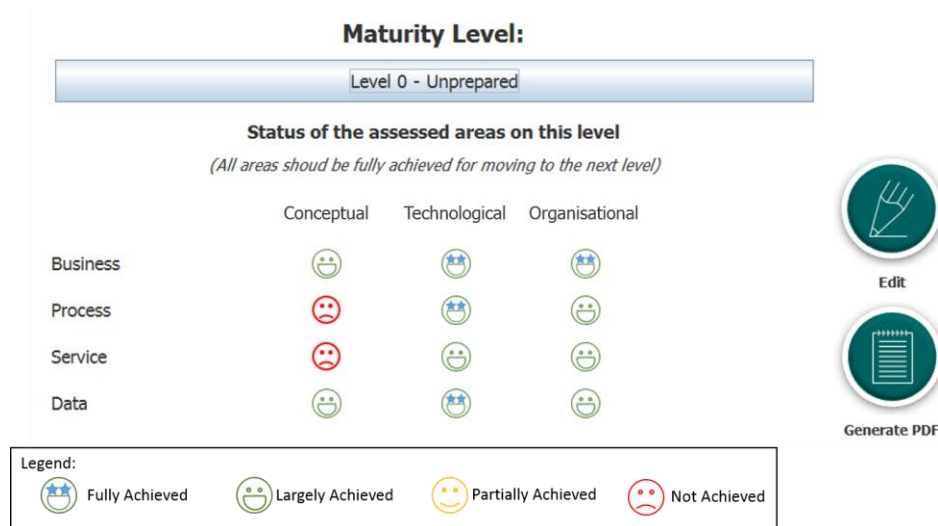 Maturity Level:
Level 0 - Unprepared
Status of the assessed areas on this level
(All areas shoud be fully achieved for moving to the next level)
Conceptual Technological Organisational
Business
Process
Service
Data
Edit
Generate PDF
Legend:
Fully Achieved Largely Achieved Partially Achieved Not Achieved